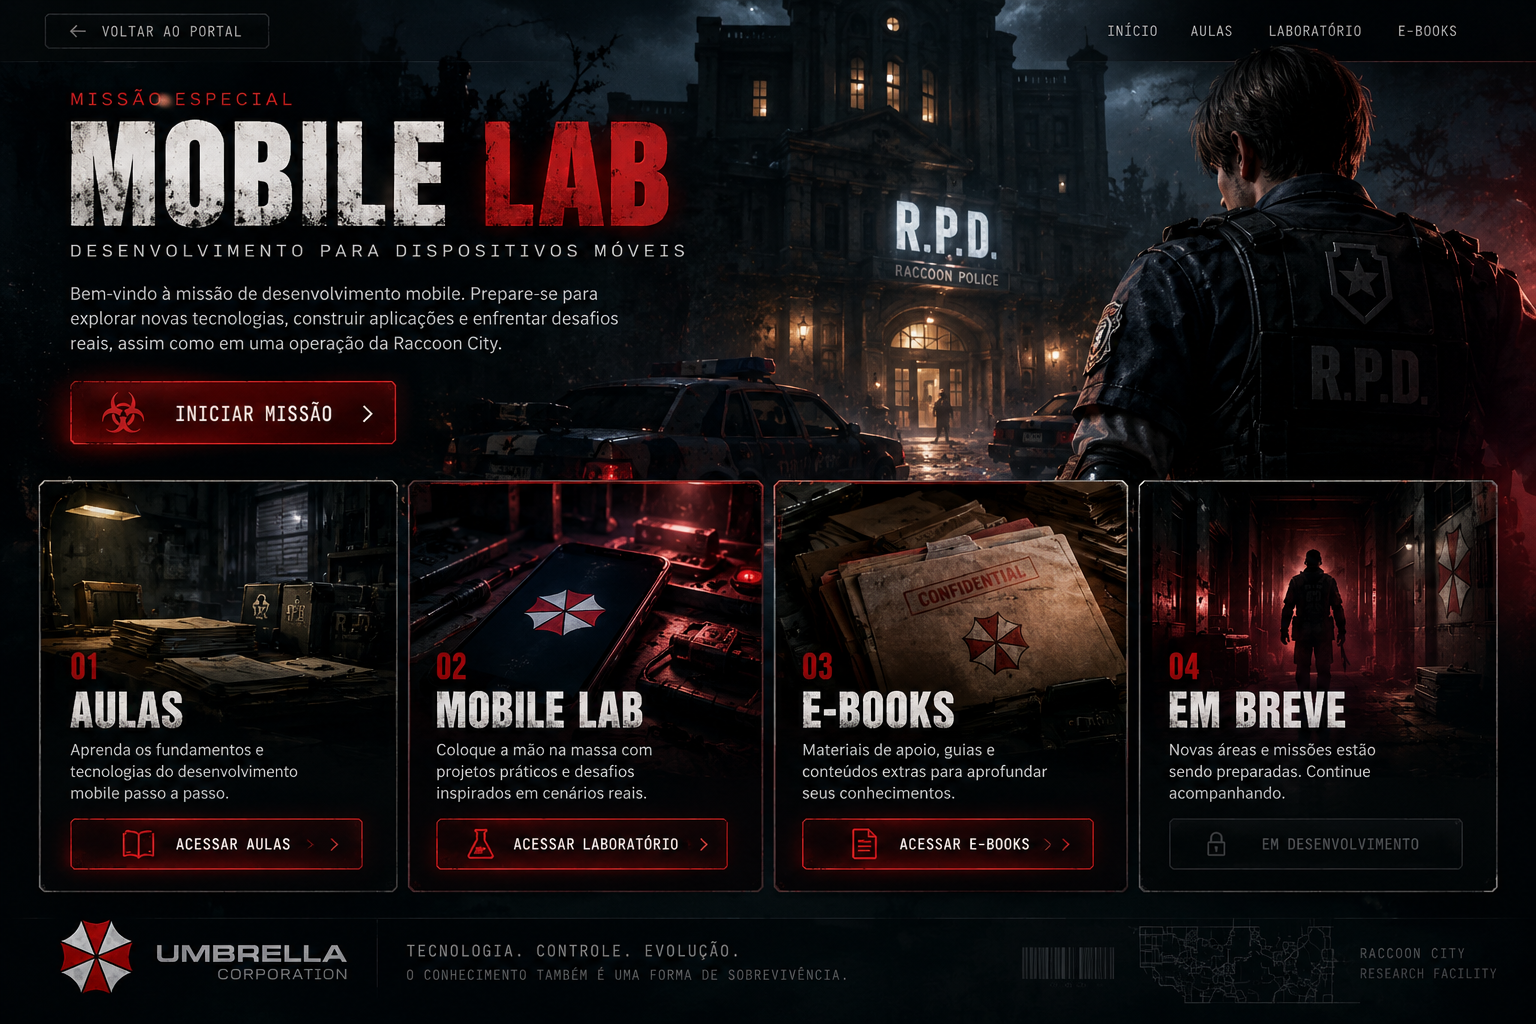 ← VOLTAR AO PORTAL
INÍCIO AULAS LABORATÓRIO E-BOOKS
MISSÃO ESPECIAL
MOBILE LAB
DESENVOLVIMENTO PARA DISPOSITIVOS MÓVEIS
Bem-vindo à missão de desenvolvimento mobile. Prepare-se para
explorar novas tecnologias, construir aplicações e enfrentar desafios
reais, assim como em uma operação da Raccoon City.
INICIAR MISSÃO >
R.P.D.
RACCOON POLICE
R.P.D.
01
AULAS
Aprenda os fundamentos e
tecnologias do desenvolvimento
mobile passo a passo.
ACESSAR AULAS > >
02
MOBILE LAB
Coloque a mão na massa com
projetos práticos e desafios
inspirados em cenários reais.
ACESSAR LABORATÓRIO >
CONFIDENTIAL
03
E-BOOKS
Materiais de apoio, guias e
conteúdos extras para aprofundar
seus conhecimentos.
ACESSAR E-BOOKS > >
04
EM BREVE
Novas áreas e missões estão
sendo preparadas. Continue
acompanhando.
EM DESENVOLVIMENTO
UMBRELLA
CORPORATION
TECNOLOGIA. CONTROLE. EVOLUÇÃO.
O CONHECIMENTO TAMBÉM É UMA FORMA DE SOBREVIVÊNCIA.
RACCOON CITY
RESEARCH FACILITY